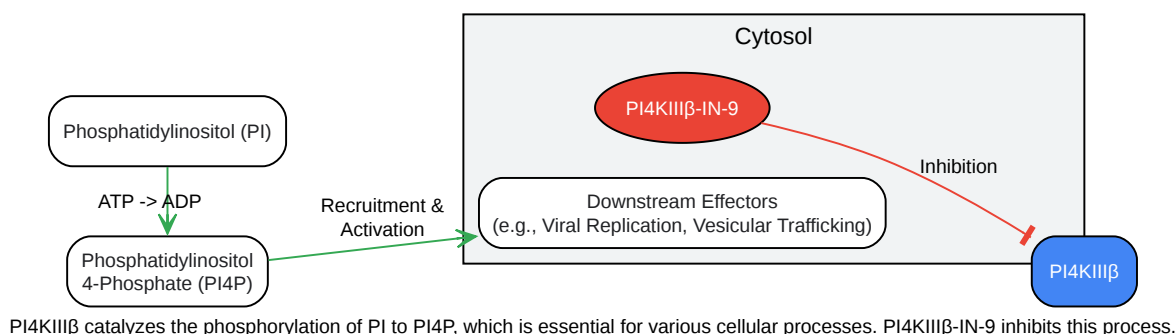 Cytosol
PI4KIIIβ-IN-9
Phosphatidylinositol (PI)
Inhibition
ATP -> ADP
Recruitment &
Activation
Downstream Effectors
(e.g., Viral Replication, Vesicular Trafficking)
Phosphatidylinositol
4-Phosphate (PI4P)
PI4KIIIβ
PI4KIIIβ catalyzes the phosphorylation of PI to PI4P, which is essential for various cellular processes. PI4KIIIβ-IN-9 inhibits this process.